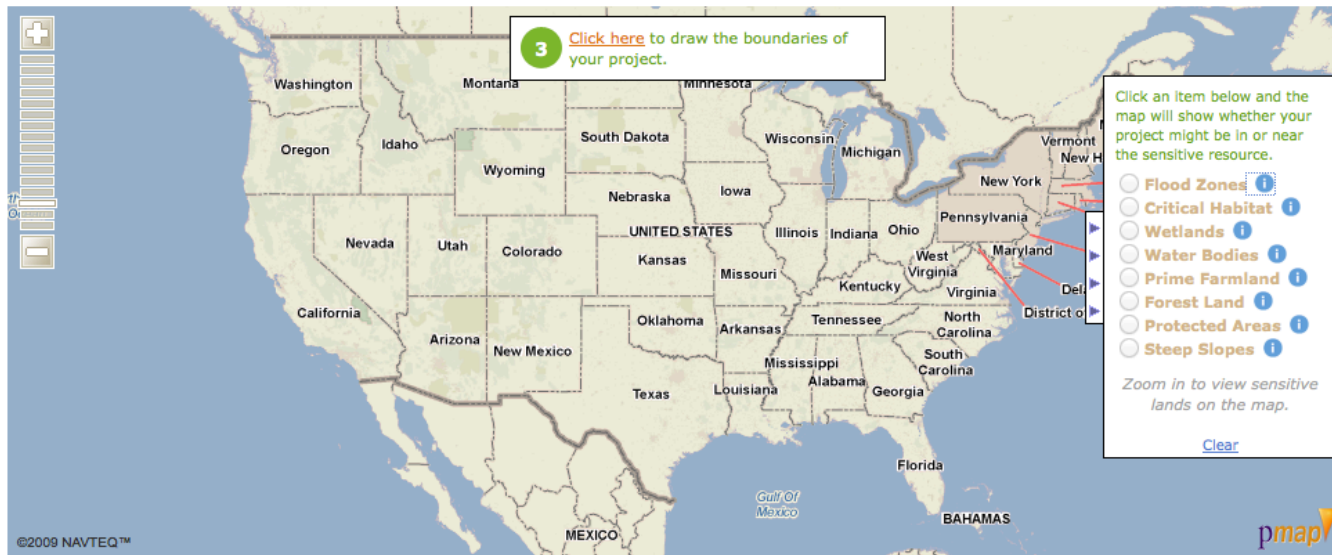 3
Click here to draw the boundaries of
your project.
Washington
Montana
Minnesota
Oregon
Idaho
South Dakota
Wisconsin
Michigan
Vermont
New H
Wyoming
New York
Nebraska
Iowa
Pennsylvania
Nevada
Utah
Colorado
UNITED STATES
Illinois
Indiana
Ohio
Kansas
Missouri
West
Virginia
Maryland
Kentucky
Virginia
Dela
California
District of
Oklahoma
Tennessee
North
Carolina
Arizona
New Mexico
Arkansas
Mississippi
South
Carolina
Texas
Louisiana
Alabama
Georgia
Florida
Gulf Of
Mexico
MEXICO
BAHAMAS
Click an item below and the
map will show whether your
project might be in or near
the sensitive resource.
Flood Zones i
Critical Habitat i
Wetlands i
Water Bodies i
Prime Farmland i
Forest Land i
Protected Areas i
Steep Slopes i
Zoom in to view sensitive
lands on the map.
Clear
©2009 NAVTEQ™
pmap